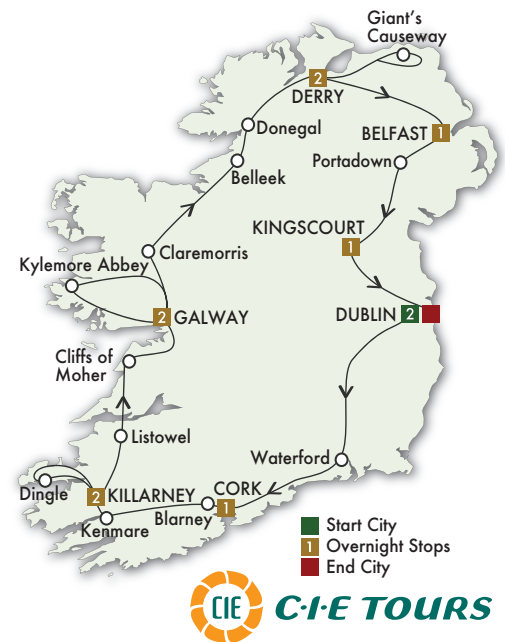 Giant's
Causeway
2
DERRY
Donegal
BELFAST 1
Belleek
Portadown
KINGSCOURT
1
Claremorris
Kylemore Abbey
2 GALWAY
DUBLIN 2
Cliffs of
Moher
Listowel
Waterford
Dingle
2 KILLARNEY
CORK
Blarney 1
Kenmare
Start City
1 Overnight Stops
End City
CIE C·I·E TOURS